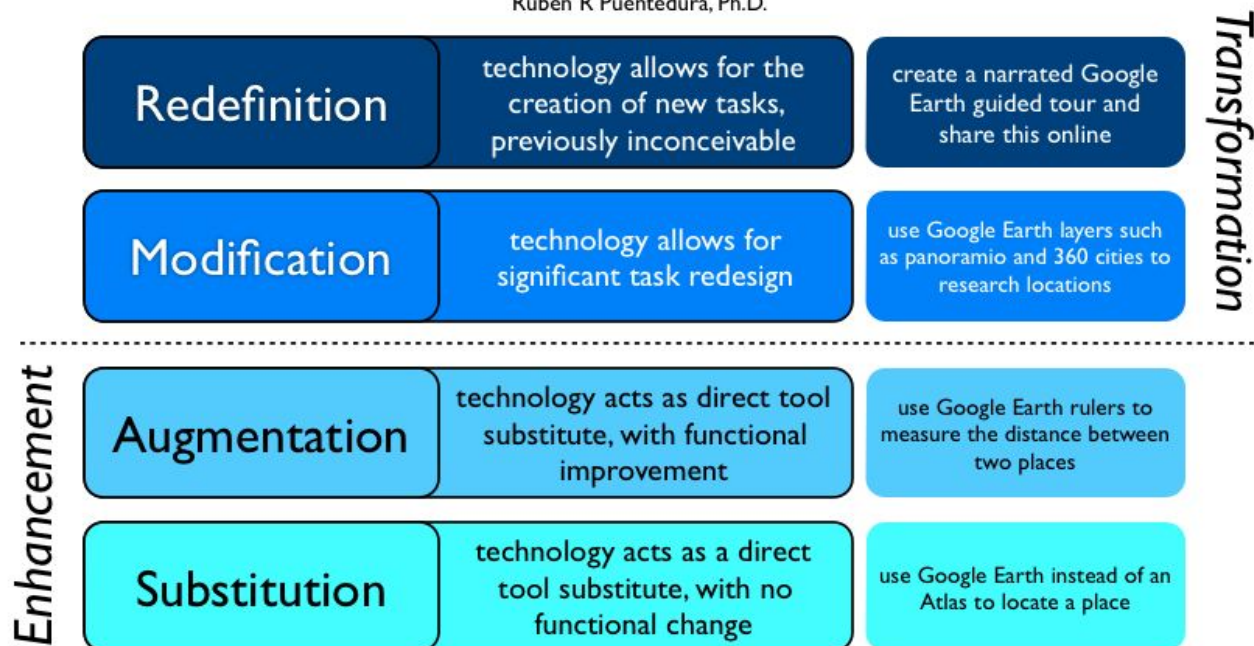 Ruben R Puentedura, Ph.D.
Redefinition
technology allows for the
creation of new tasks,
previously inconceivable
create a narrated Google
Earth guided tour and
share this online
Modification
technology allows for
significant task redesign
use Google Earth layers such
as panoramio and 360 cities to
research locations
Transformation
Augmentation
technology acts as direct tool
substitute, with functional
improvement
use Google Earth rulers to
measure the distance between
two places
Substitution
technology acts as a direct
tool substitute, with no
functional change
use Google Earth instead of an
Atlas to locate a place
Enhancement